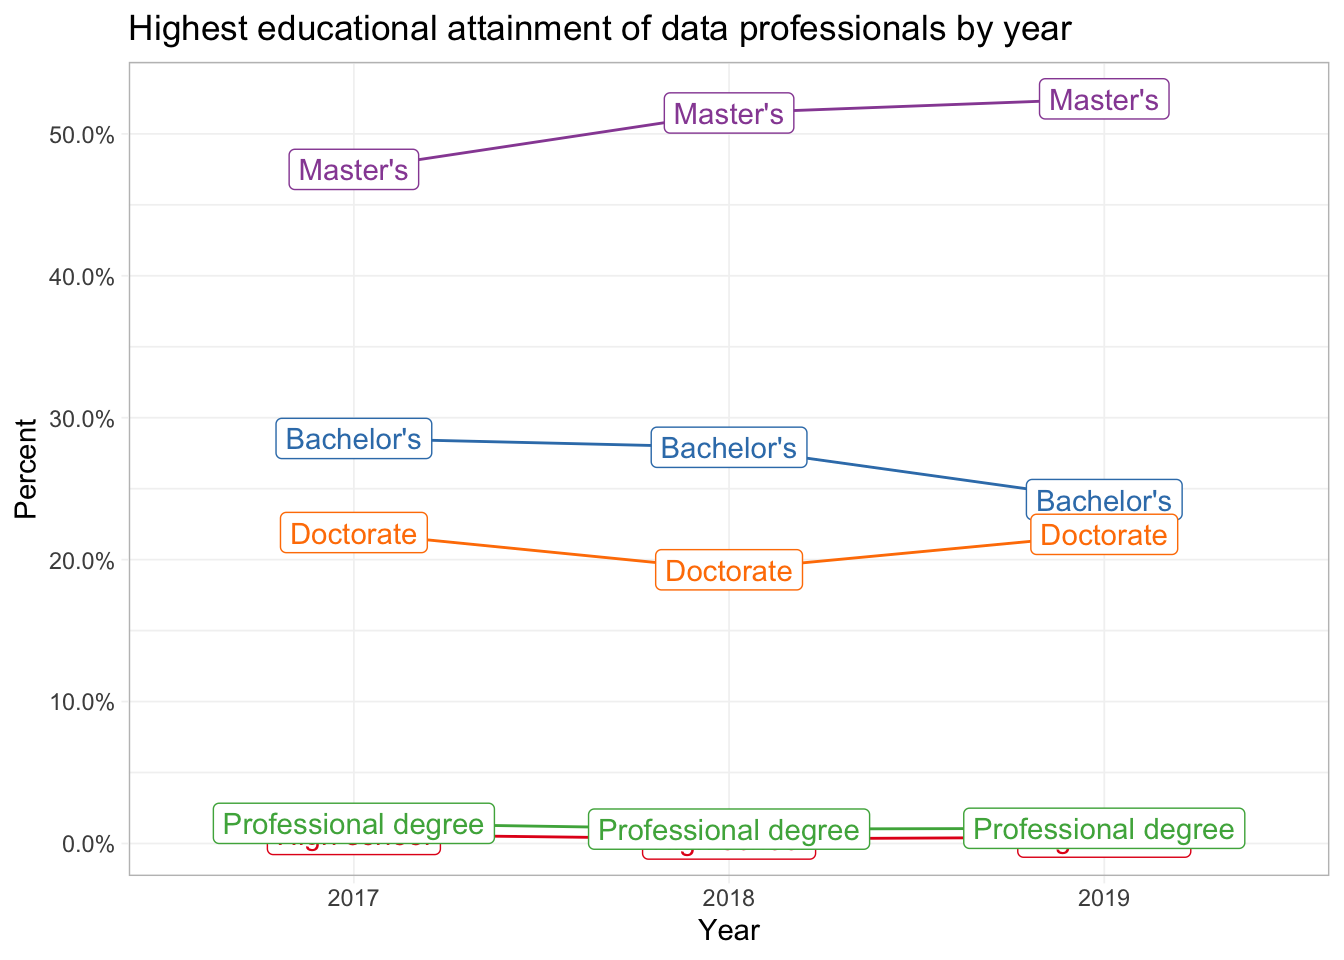 Highest educational attainment of data professionals by year
Percent
50.0%
40.0%
30.0%
20.0%
10.0%
0.0%
Master's
Master's
Master's
Bachelor's
Bachelor's
Bachelor's
Doctorate
Doctorate
Doctorate
Professional degree
Professional degree
Professional degree
High school
2017
2018
2019
Year